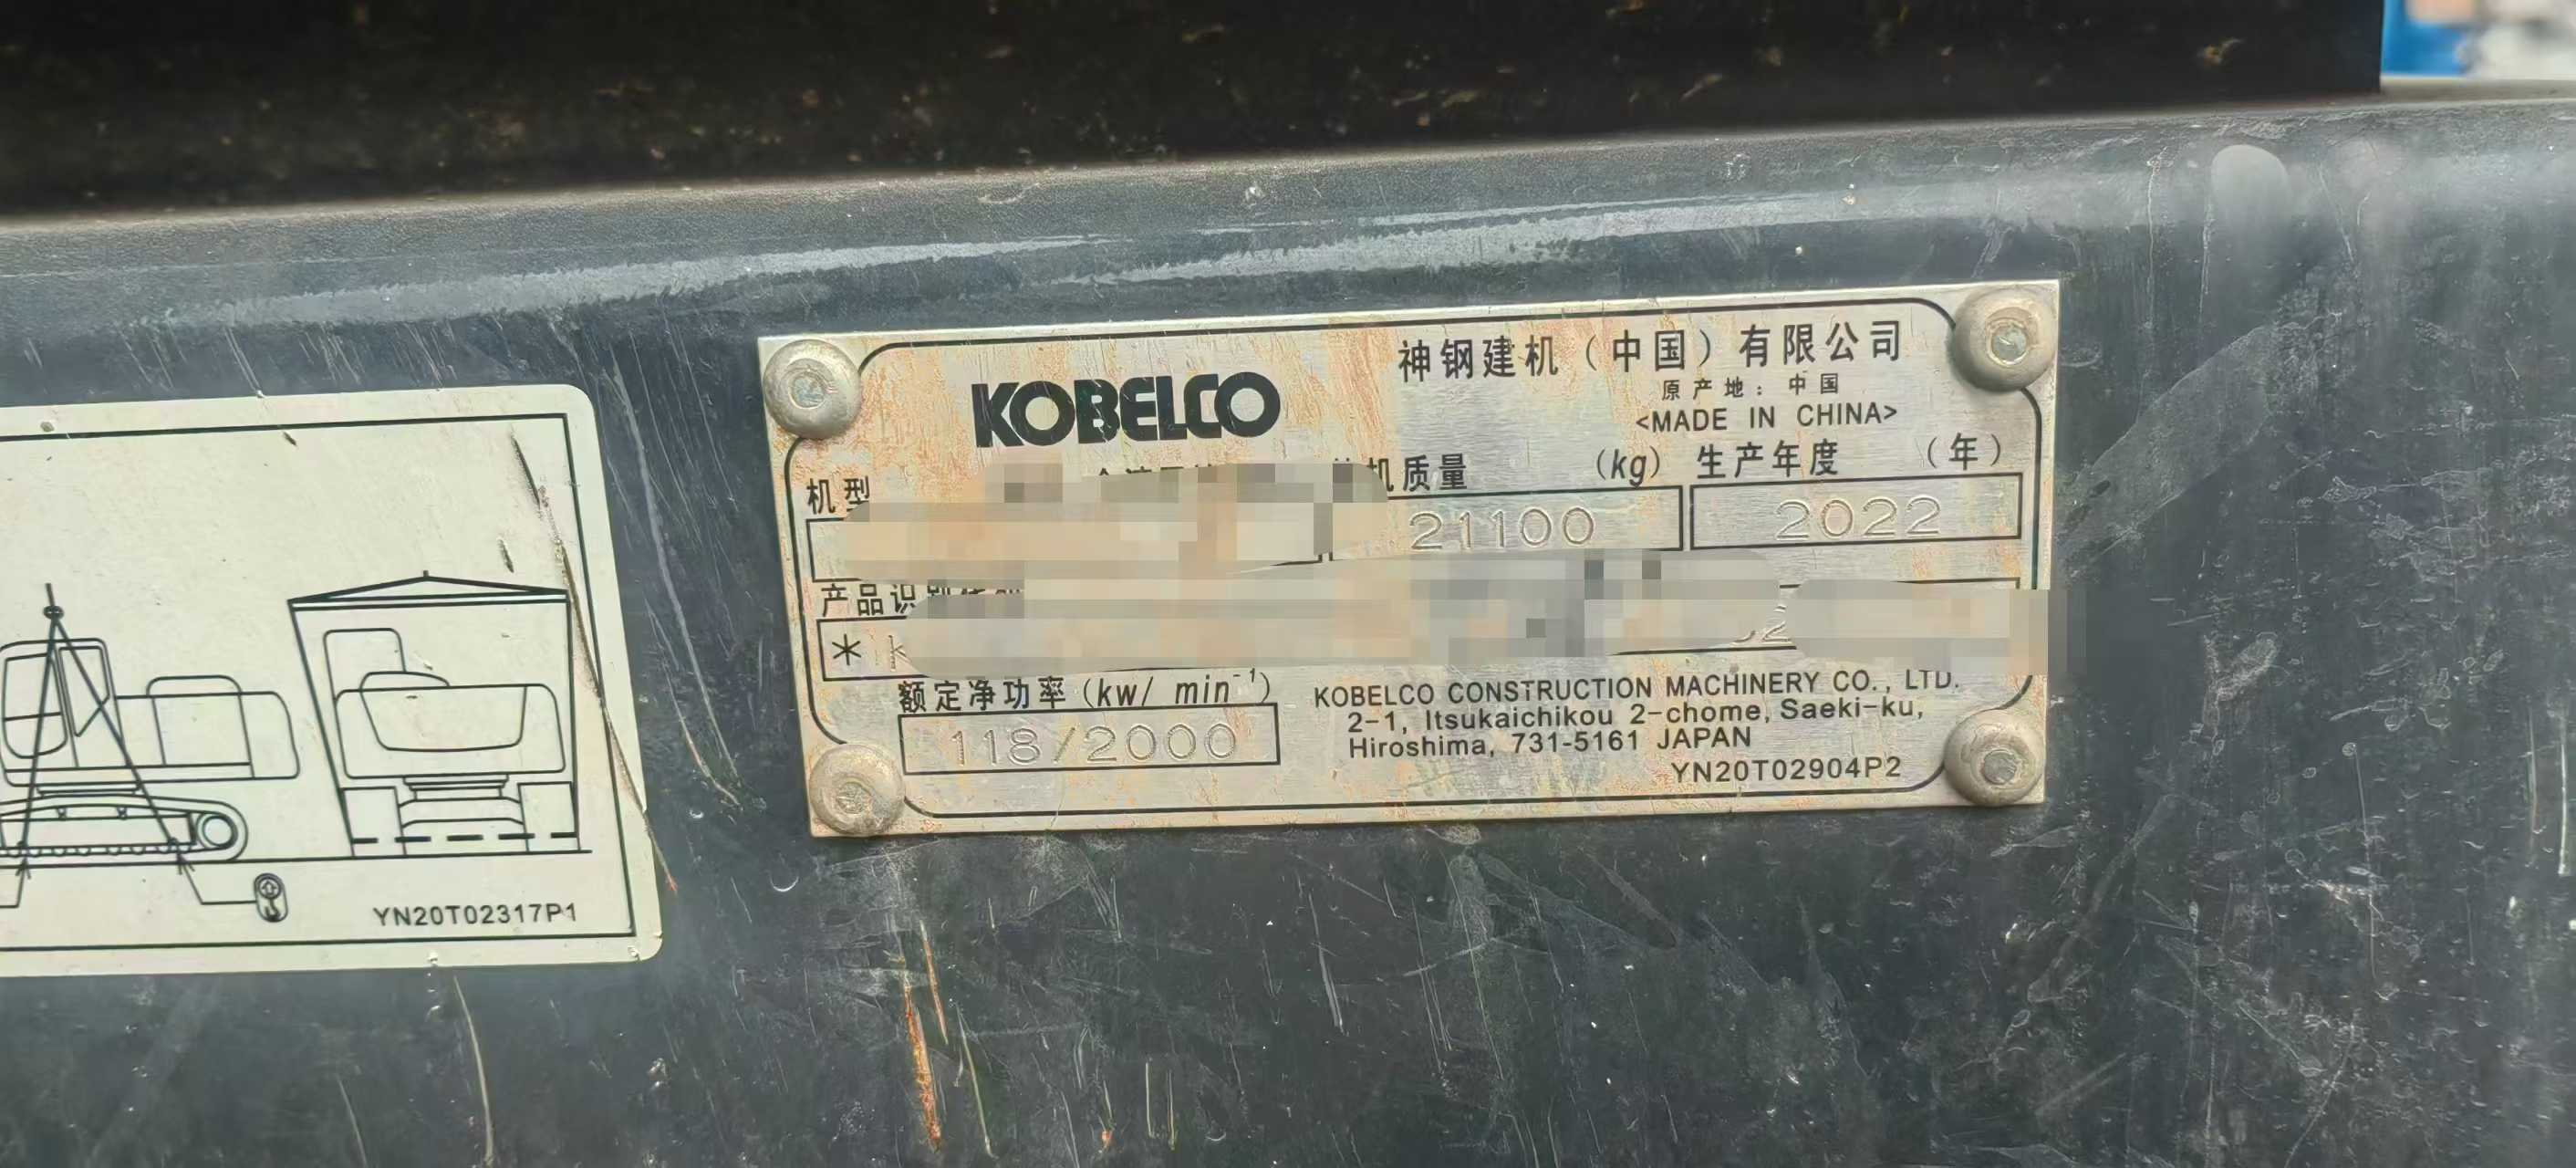 KOBELCO
神钢建机（中国）有限公司
原产地：中国
<MADE IN CHINA>
机型
机质量 (kg)
生产年度 （年）
21100
2022
产品识
*
额定净功率(kw/ min⁻¹)
118/2000
KOBELCO CONSTRUCTION MACHINERY CO., LTD.
2-1, Itsukaichikou 2-chome, Saeki-ku,
Hiroshima, 731-5161 JAPAN
YN20T02904P2
YN20T02317P1